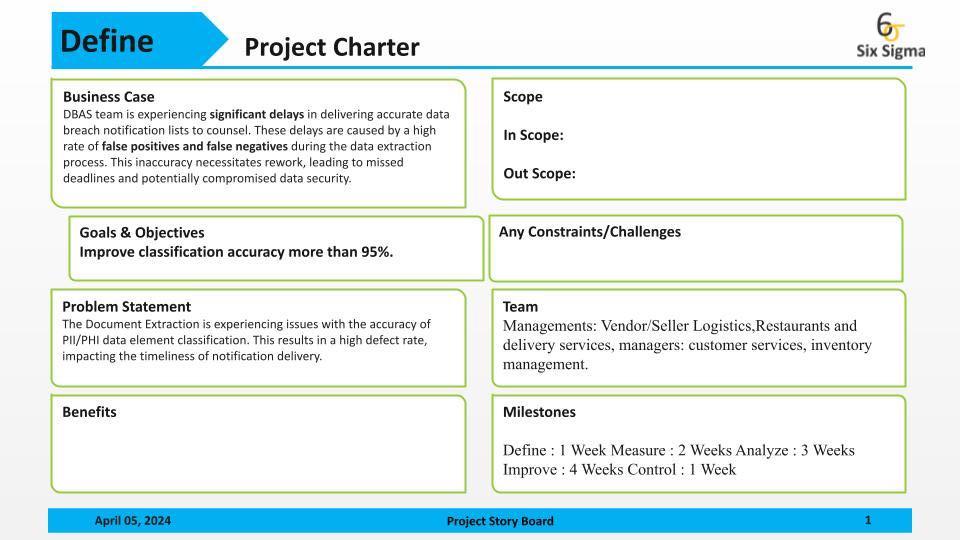 Define
Project Charter
6σ
Six Sigma
Business Case
DBAS team is experiencing significant delays in delivering accurate data
breach notification lists to counsel. These delays are caused by a high
rate of false positives and false negatives during the data extraction
process. This inaccuracy necessitates rework, leading to missed
deadlines and potentially compromised data security.
Scope
In Scope:
Out Scope:
Goals & Objectives
Improve classification accuracy more than 95%.
Any Constraints/Challenges
Problem Statement
The Document Extraction is experiencing issues with the accuracy of
PII/PHI data element classification. This results in a high defect rate,
impacting the timeliness of notification delivery.
Team
Managements: Vendor/Seller Logistics,Restaurants and
delivery services, managers: customer services, inventory
management.
Benefits
Milestones
Define : 1 Week Measure : 2 Weeks Analyze : 3 Weeks
Improve : 4 Weeks Control : 1 Week
April 05, 2024
Project Story Board
1